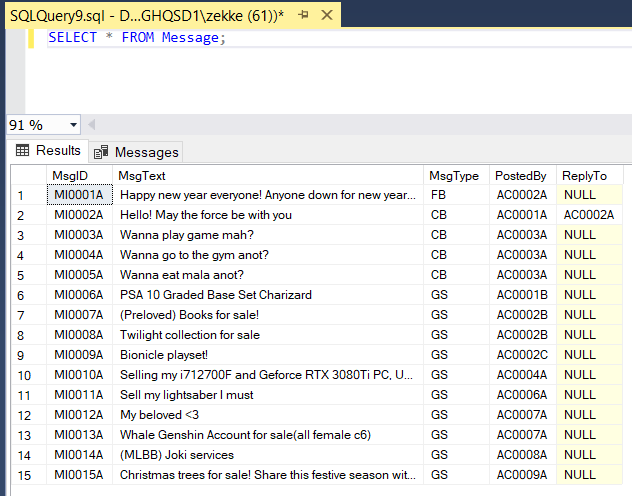 SQLQuery9.sql - D...GHQSD1\zekke (61))*
SELECT * FROM Message;
91 %
Results Messages
MsgID MsgText MsgType PostedBy ReplyTo
1 MI0001A Happy new year everyone! Anyone down for new year... FB AC0002A NULL
2 MI0002A Hello! May the force be with you CB AC0001A AC0002A
3 MI0003A Wanna play game mah? CB AC0003A NULL
4 MI0004A Wanna go to the gym anot? CB AC0003A NULL
5 MI0005A Wanna eat mala anot? CB AC0003A NULL
6 MI0006A PSA 10 Graded Base Set Charizard GS AC0001B NULL
7 MI0007A (Preloved) Books for sale! GS AC0002B NULL
8 MI0008A Twilight collection for sale GS AC0002B NULL
9 MI0009A Bionicle playset! GS AC0002C NULL
10 MI0010A Selling my i712700F and Geforce RTX 3080Ti PC, U... GS AC0004A NULL
11 MI0011A Sell my lightsaber I must GS AC0006A NULL
12 MI0012A My beloved <3 GS AC0007A NULL
13 MI0013A Whale Genshin Account for sale(all female c6) GS AC0007A NULL
14 MI0014A (MLBB) Joki services GS AC0008A NULL
15 MI0015A Christmas trees for sale! Share this festive season wit... GS AC0009A NULL